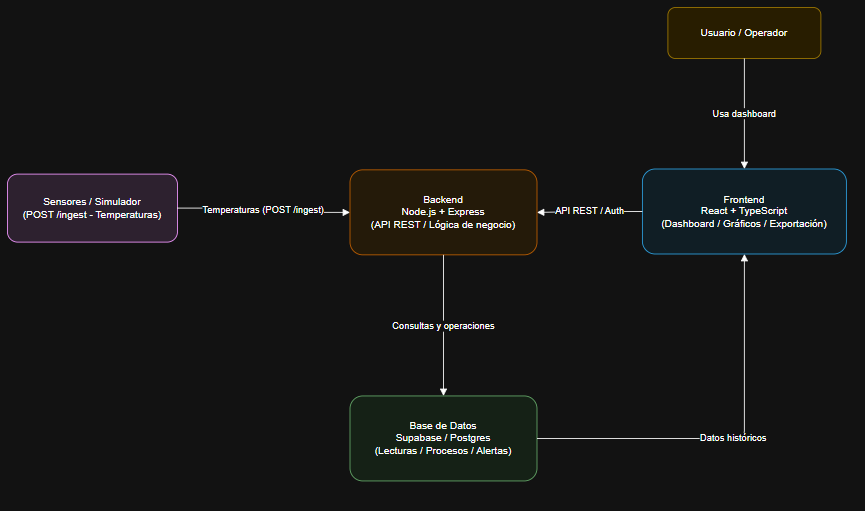 Usuario / Operador
Usa dashboard
Sensores / Simulador
(POST /ingest - Temperaturas)
Temperaturas (POST /ingest)
Backend
Node.js + Express
(API REST / Lógica de negocio)
API REST / Auth
Frontend
React + TypeScript
(Dashboard / Gráficos / Exportación)
Consultas y operaciones
Base de Datos
Supabase / Postgres
(Lecturas / Procesos / Alertas)
Datos históricos